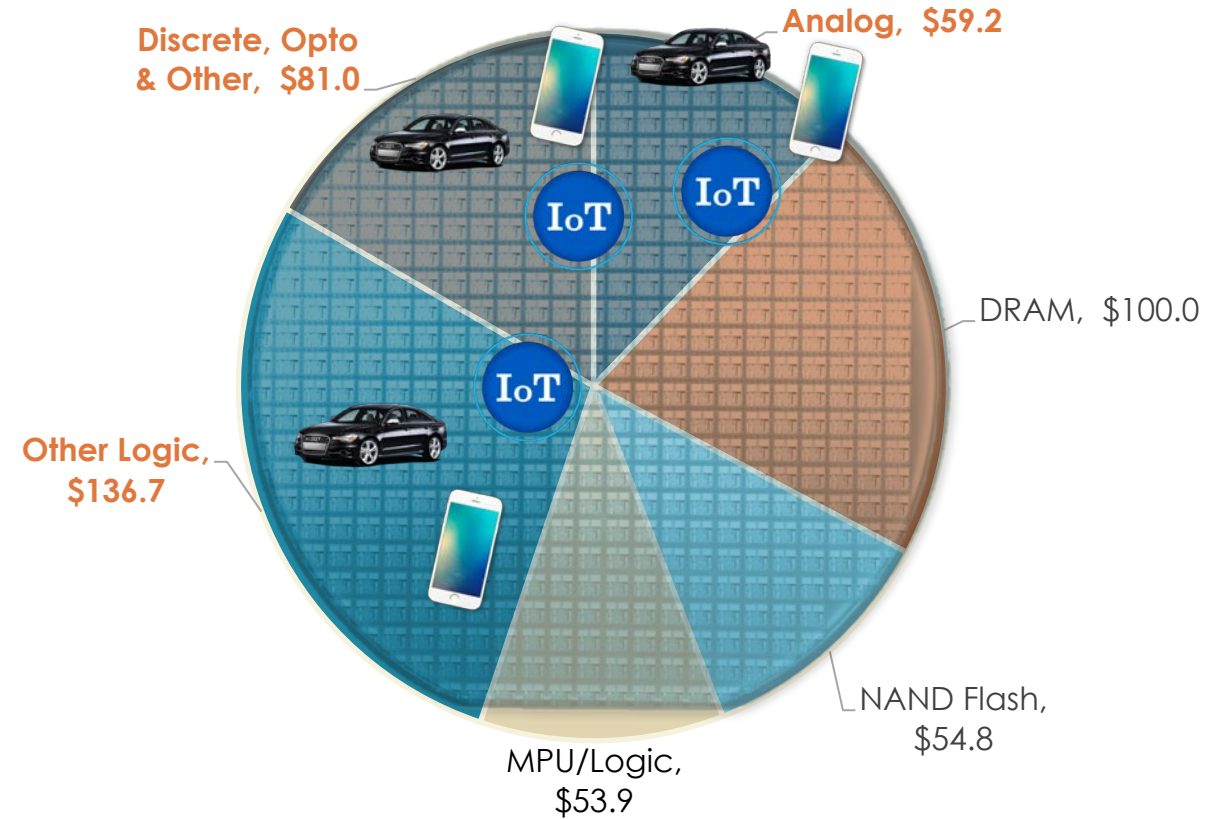 Analog, $59.2
Discrete, Opto
& Other, $81.0
IoT
IoT
DRAM, $100.0
IoT
Other Logic,
$136.7
NAND Flash,
$54.8
MPU/Logic,
$53.9